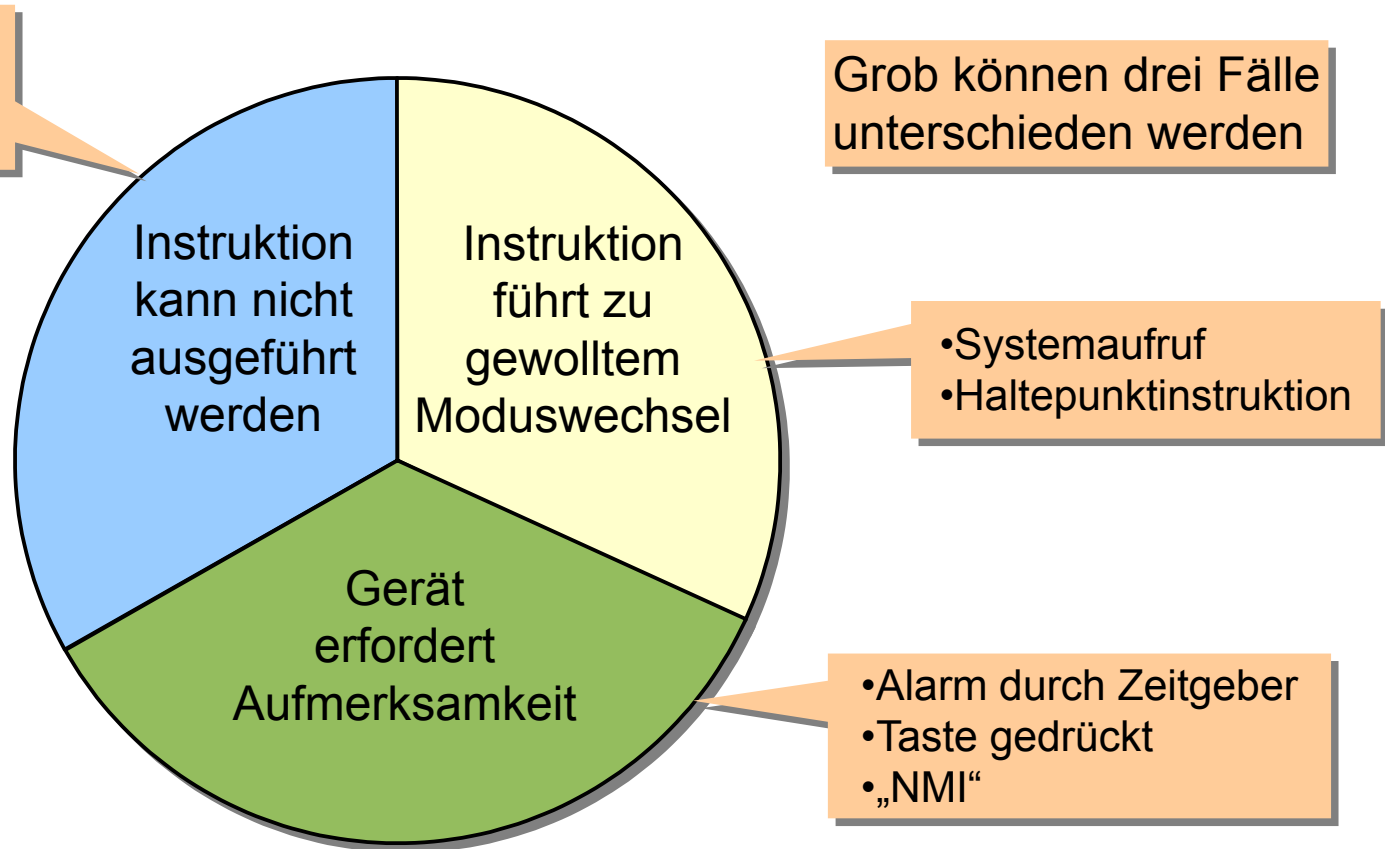 Grob können drei Fälle
unterschieden werden
Instruktion
kann nicht
ausgeführt
werden
Instruktion
führt zu
gewolltem
Moduswechsel
•Systemaufruf
•Haltepunktinstruktion
Gerät
erfordert
Aufmerksamkeit
•Alarm durch Zeitgeber
•Taste gedrückt
•„NMI“